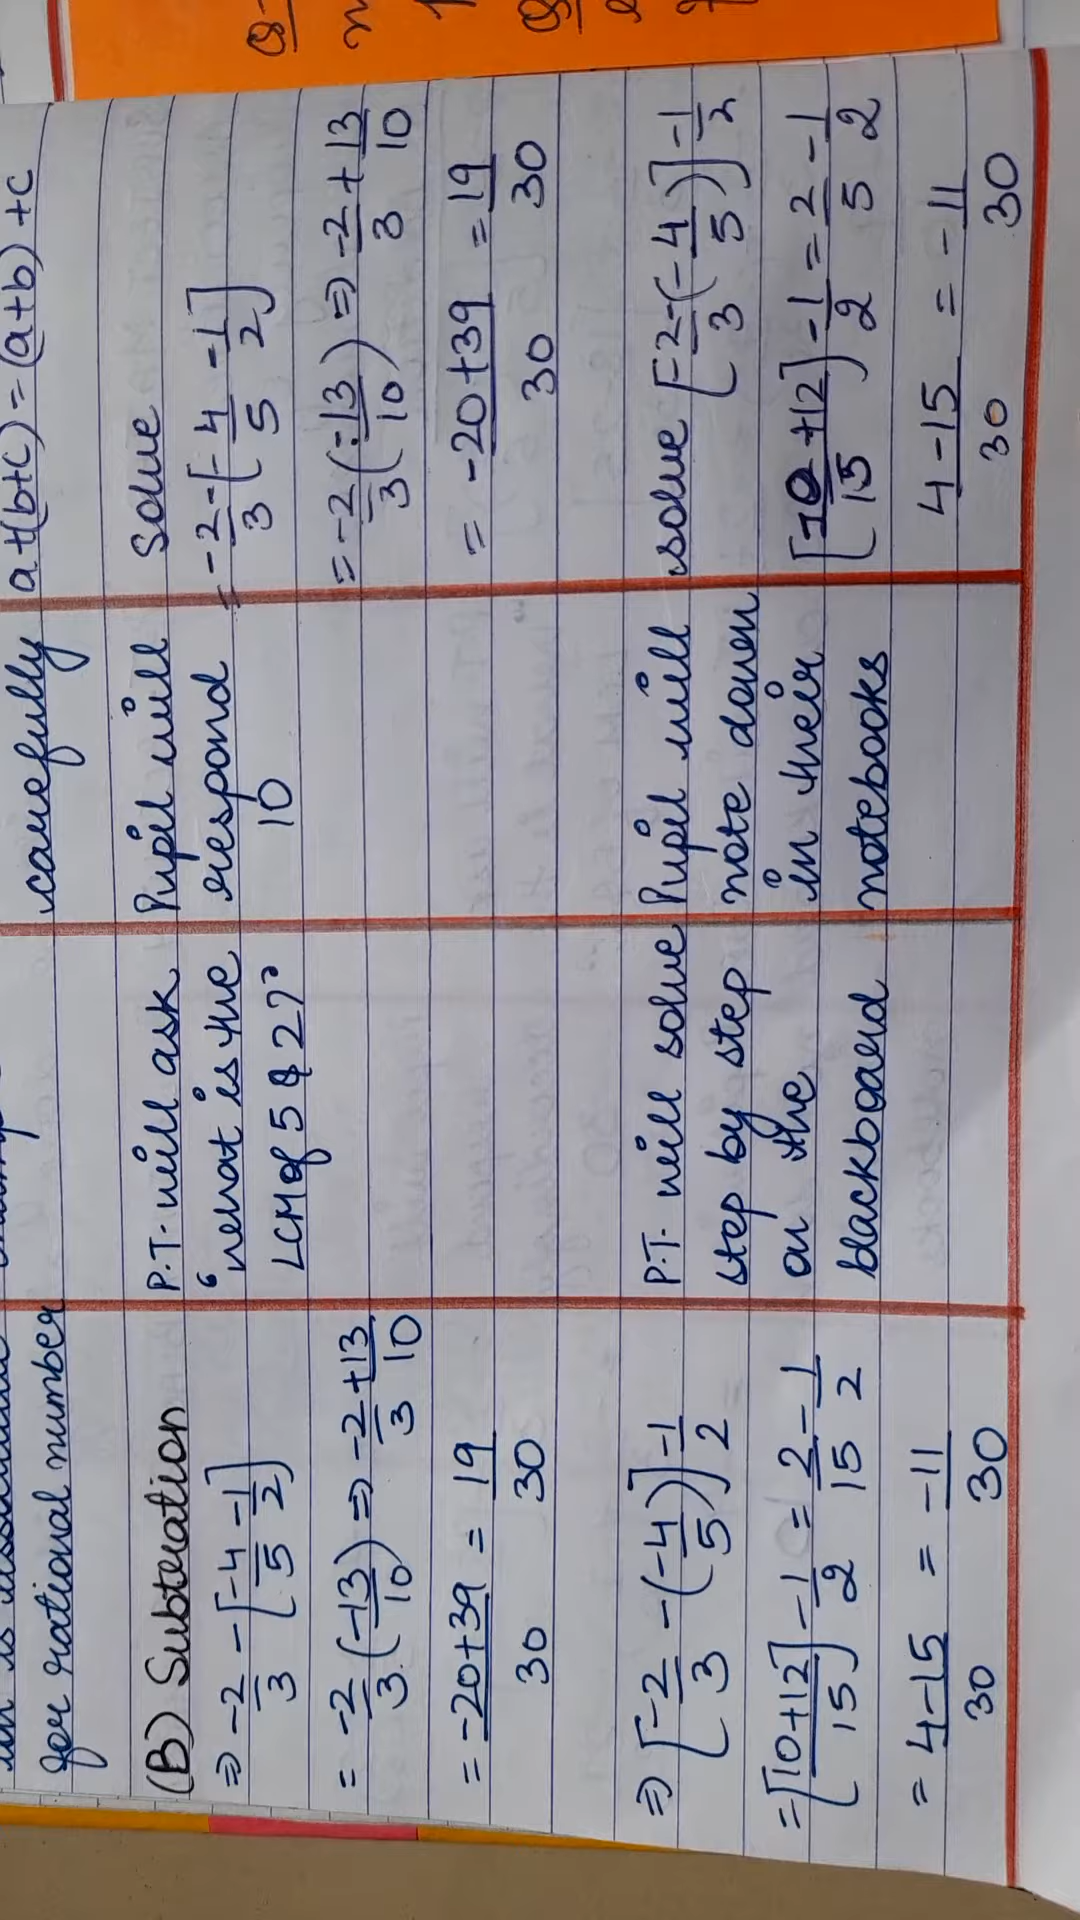 for rational number
carefully
a+(b+c) = (a+b)+c
(B) Subtraction
⇒ -2/3 - [-4/5 - 1/2]
= -2/3 (-13/10) ⇒ -2/3 + 13/10
= -20+39/30 = 19/30
P.T. will ask
'what is the
LCM of 5 & 2?'
Pupil will
respond
10
Solve
= -2/3 - [-4/5 - 1/2]
= -2/3 (-13/10) ⇒ -2/3 + 13/10
= -20+39/30 = 19/30
⇒ [-2/3 - (-4/5)] - 1/2
= [10+12/15] - 1/2 = 2/15 - 1/2
= 4-15/30 = -11/30
P.T. will solve
step by step
on the
blackboard
Pupil will
note down
in their
notebooks
solve [-2/3 - (-4/5)] - 1/2
[10+12/15] - 1/2 = 2/5 - 1/2
4-15/30 = -11/30